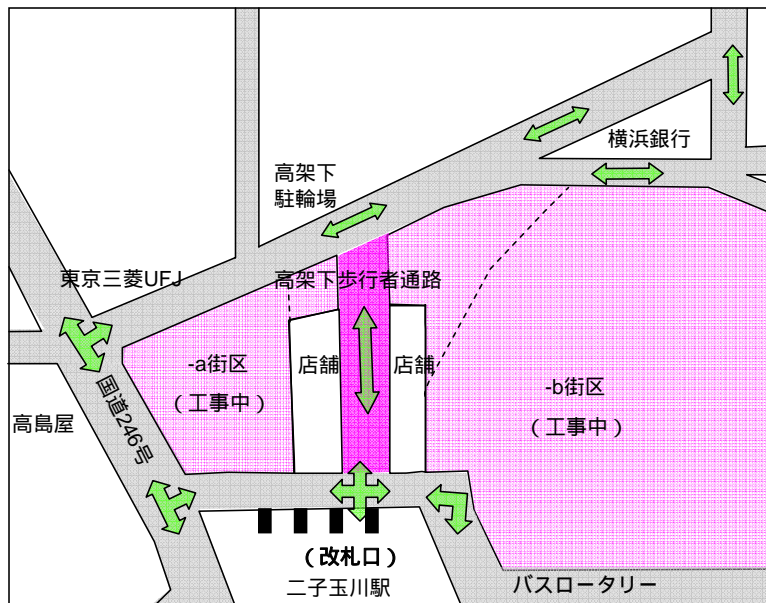 横浜銀行
高架下
駐輪場
東京三菱UFJ
高架下歩行者通路
-a街区
（工事中）
店舗
店舗
-b街区
（工事中）
国道246号
高島屋
（改札口）
二子玉川駅
バスロータリー